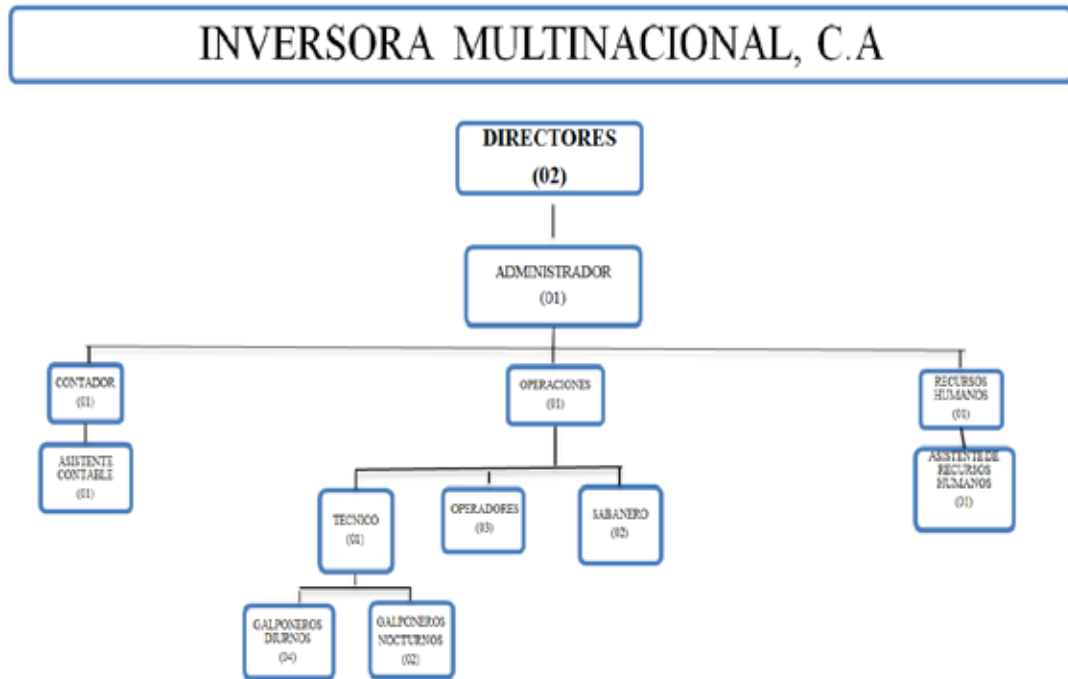 INVERSORA MULTINACIONAL, C.A
DIRECTORES
(02)
ADMINISTRADOR
(01)
CONTADOR
(01)
OPERACIONES
(01)
RECURSOS
HUMANOS
(01)
ASISTENTE
CONTABLE
(01)
ASISTENTE DE
RECURSOS
HUMANOS
(01)
TECNICO
(01)
OPERADORES
(03)
SABANERO
(02)
GALPONEROS
DIURNOS
(04)
GALPONEROS
NOCTURNOS
(02)